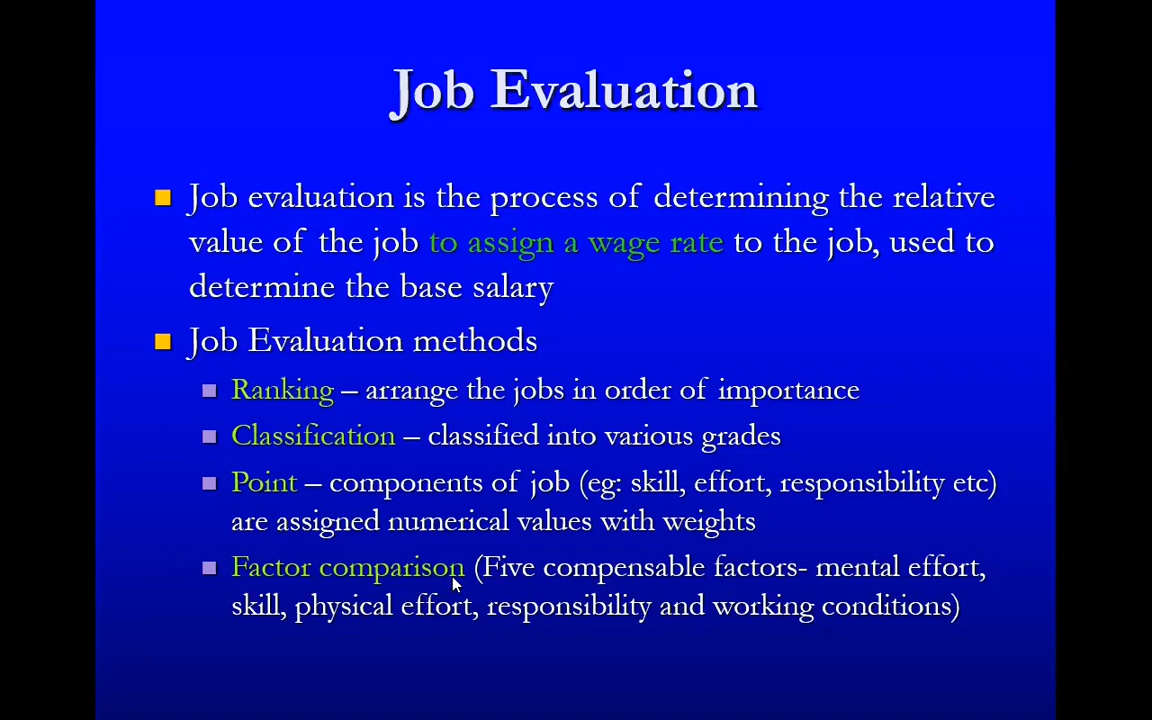 Job Evaluation
Job evaluation is the process of determining the relative
value of the job to assign a wage rate to the job, used to
determine the base salary
Job Evaluation methods
Ranking – arrange the jobs in order of importance
Classification – classified into various grades
Point – components of job (eg: skill, effort, responsibility etc)
are assigned numerical values with weights
Factor comparison (Five compensable factors- mental effort,
skill, physical effort, responsibility and working conditions)